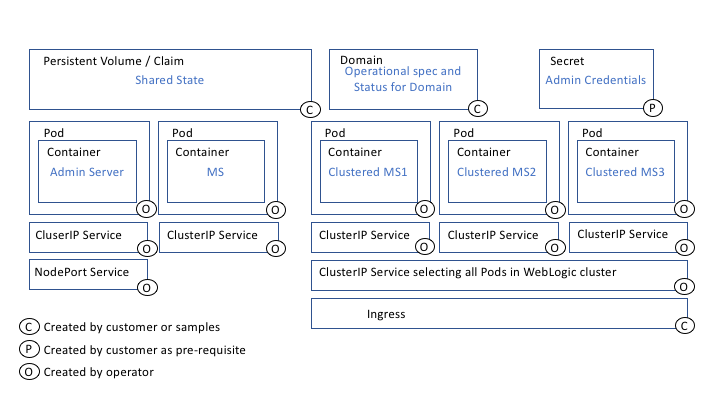 Persistent Volume / Claim
Shared State
C
Domain
Operational spec and
Status for Domain
C
Secret
Admin Credentials
P
Pod
Container
Admin Server
O
Pod
Container
MS
O
Pod
Container
Clustered MS1
O
Pod
Container
Clustered MS2
O
Pod
Container
Clustered MS3
O
CluserIP Service
O
ClusterIP Service
O
ClusterIP Service
O
ClusterIP Service
O
ClusterIP Service
O
NodePort Service
O
ClusterIP Service selecting all Pods in WebLogic cluster
O
Ingress
C
C Created by customer or samples
P Created by customer as pre-requisite
O Created by operator